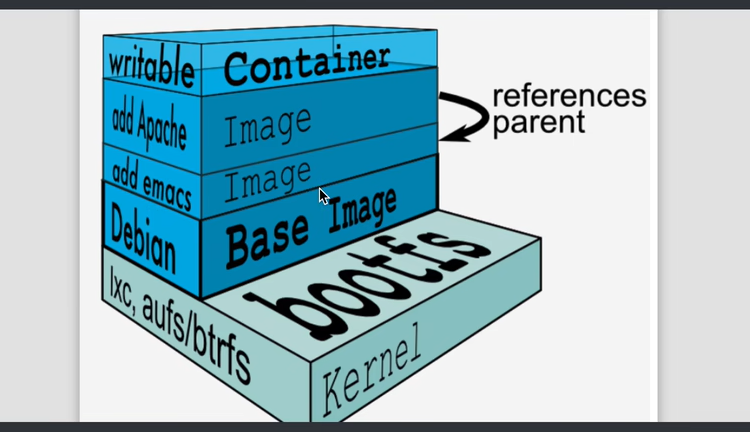 writable Container
add Apache Image
references
parent
add emacs Image
Debian Base Image
bootfs
lxc, aufs/btrfs
Kernel